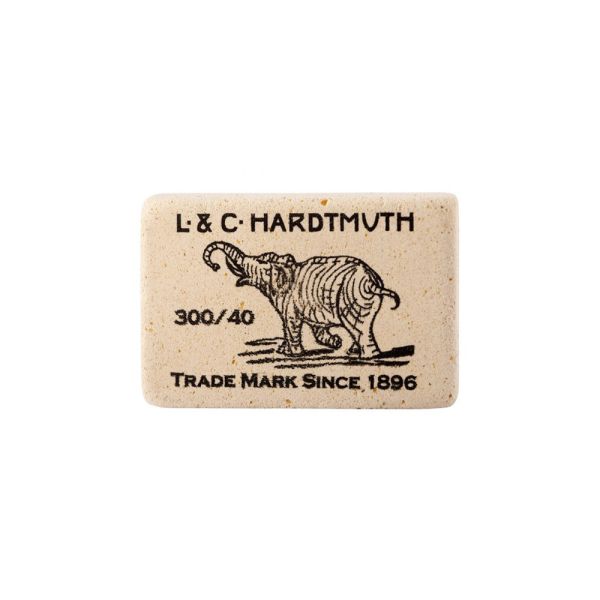 L. & C. HARDTMUTH
300/40
TRADE MARK SINCE 1896